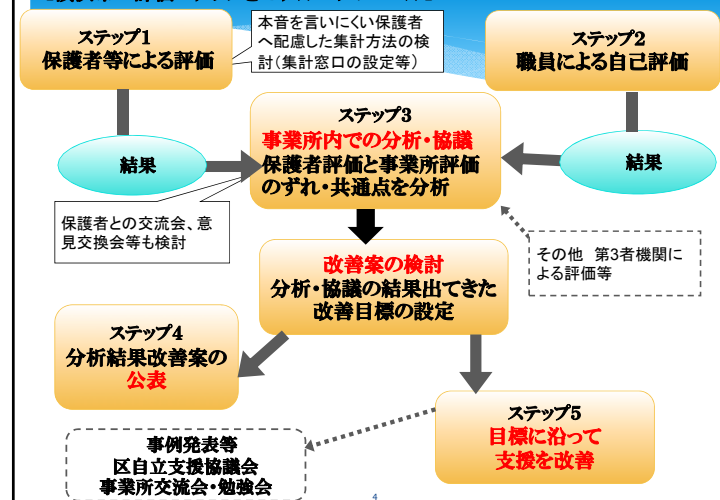 ステップ1
保護者等による評価
本音を言いにくい保護者
へ配慮した集計方法の検
討(集計窓口の設定等)
ステップ2
職員による自己評価
ステップ3
事業所内での分析・協議
保護者評価と事業所評価
のずれ・共通点を分析
結果
結果
保護者との交流会、意
見交換会等も検討
その他 第3者機関に
よる評価等
改善案の検討
分析・協議の結果出てきた
改善目標の設定
ステップ4
分析結果改善案の
公表
ステップ5
目標に沿って
支援を改善
事例発表等
区自立支援協議会
事業所交流会・勉強会
4